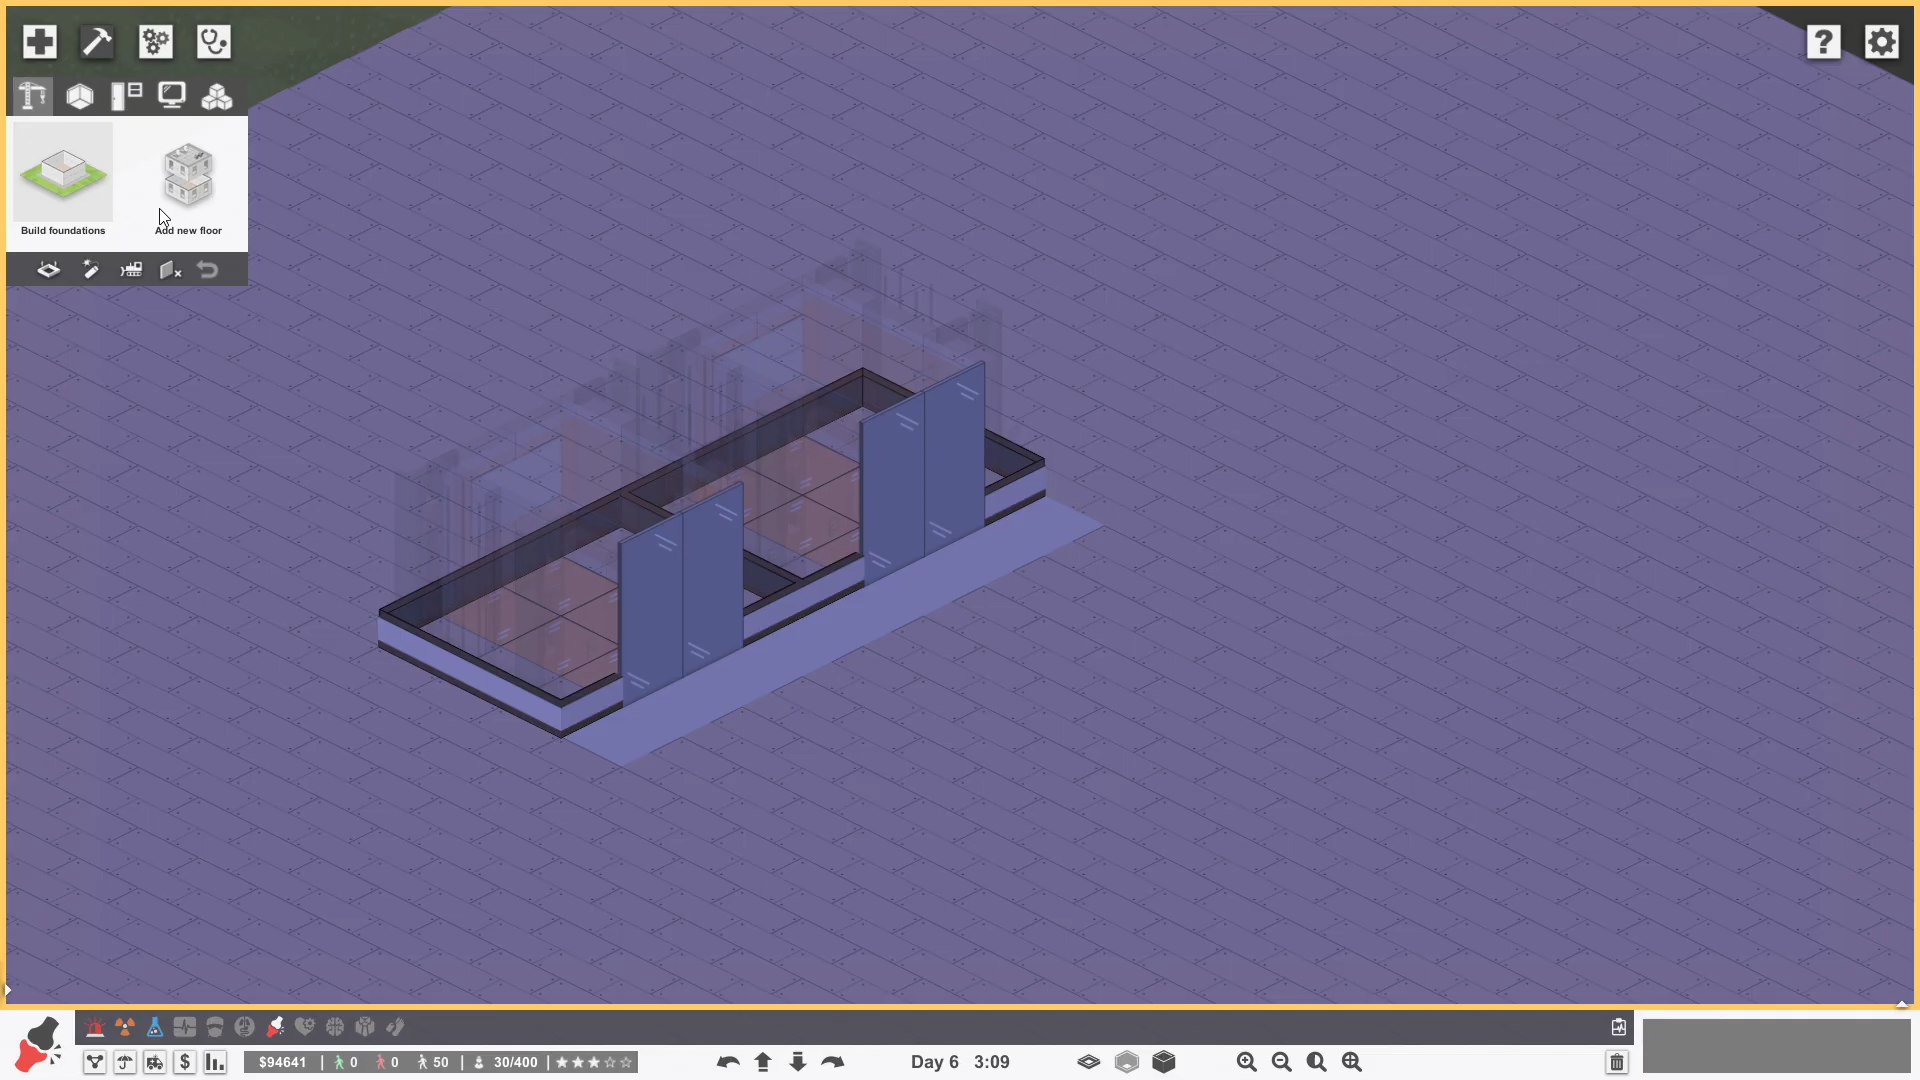 ?
Build foundations
Add new floor
$94641 | 0 0 50 | 30/400 |
Day 6 3:09